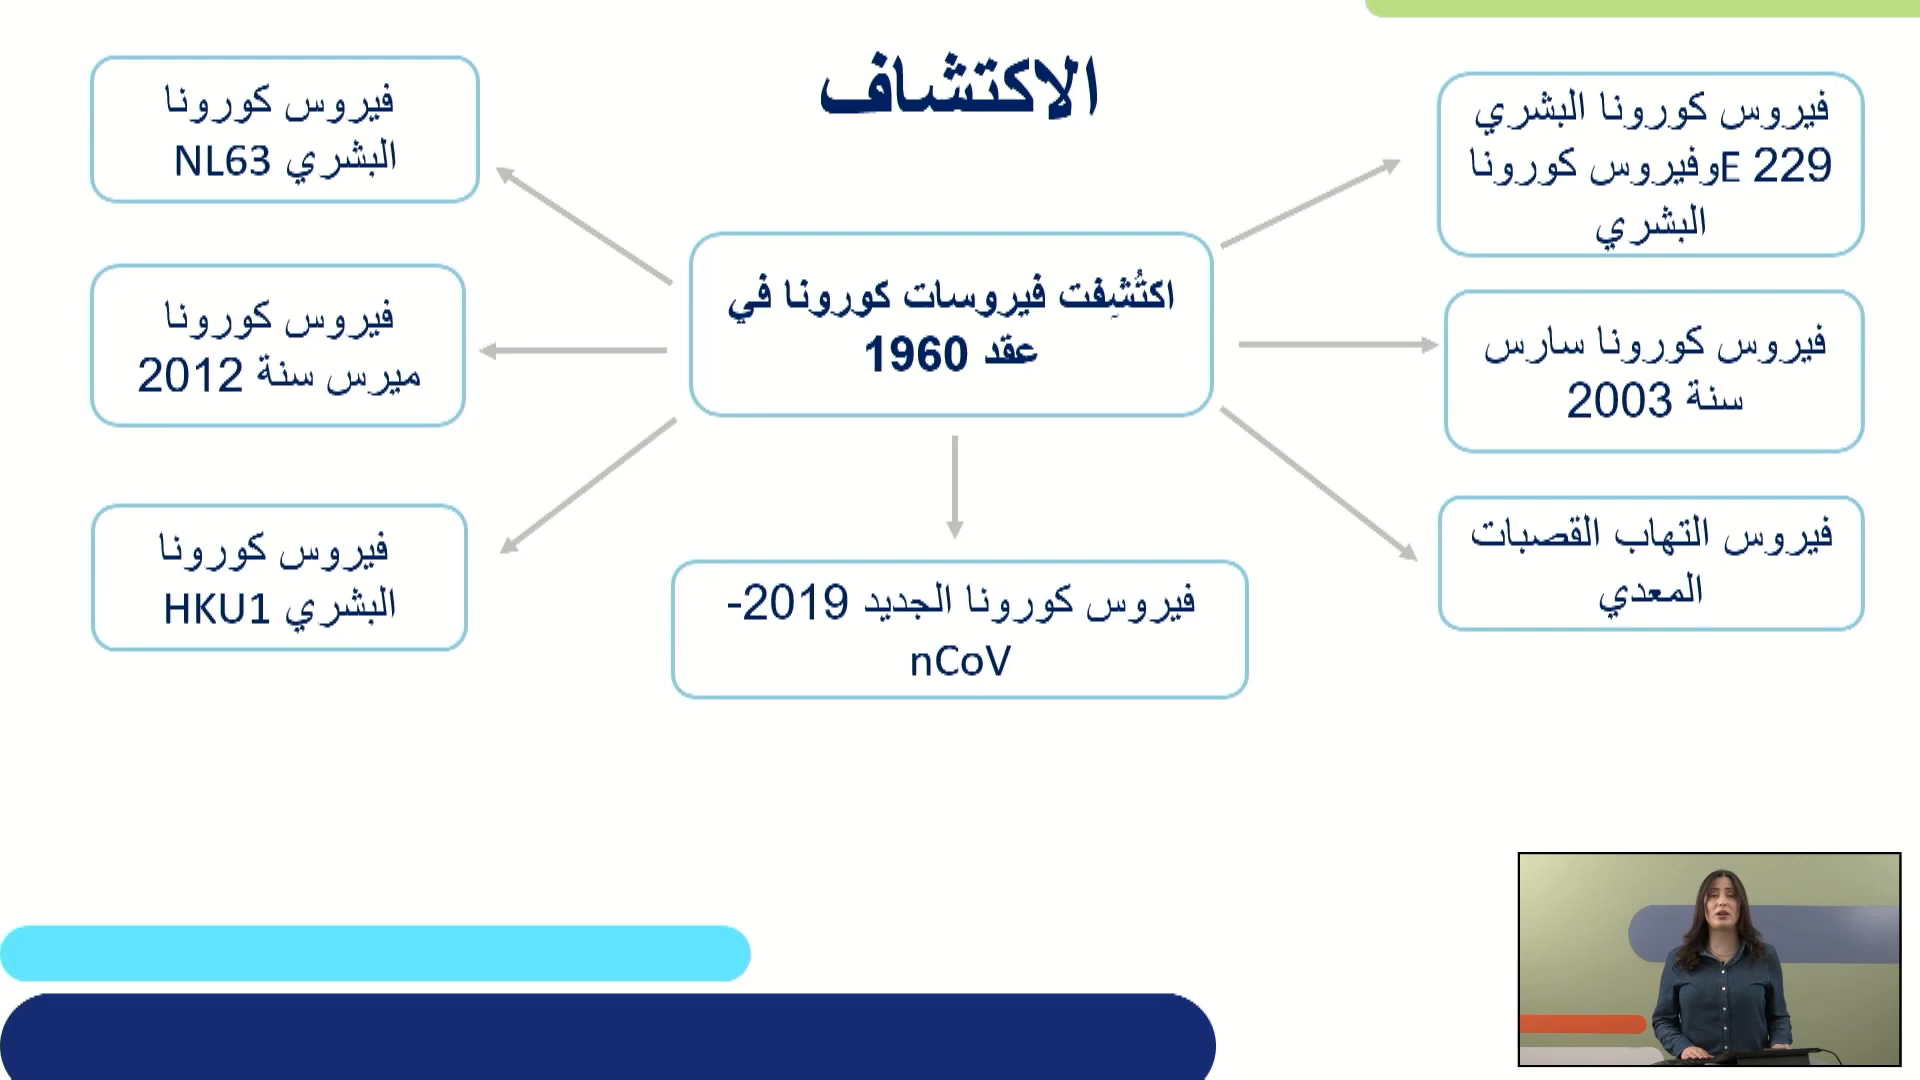 الاكتشاف
فيروس كورونا البشري
229 Eوفيروس كورونا
البشري
فيروس كورونا
البشري NL63
اكتُشِفت فيروسات كورونا في
عقد 1960
فيروس كورونا سارس
سنة 2003
فيروس كورونا
ميرس سنة 2012
فيروس التهاب القصبات
المعدي
فيروس كورونا
البشري HKU1
فيروس كورونا الجديد 2019-
nCoV